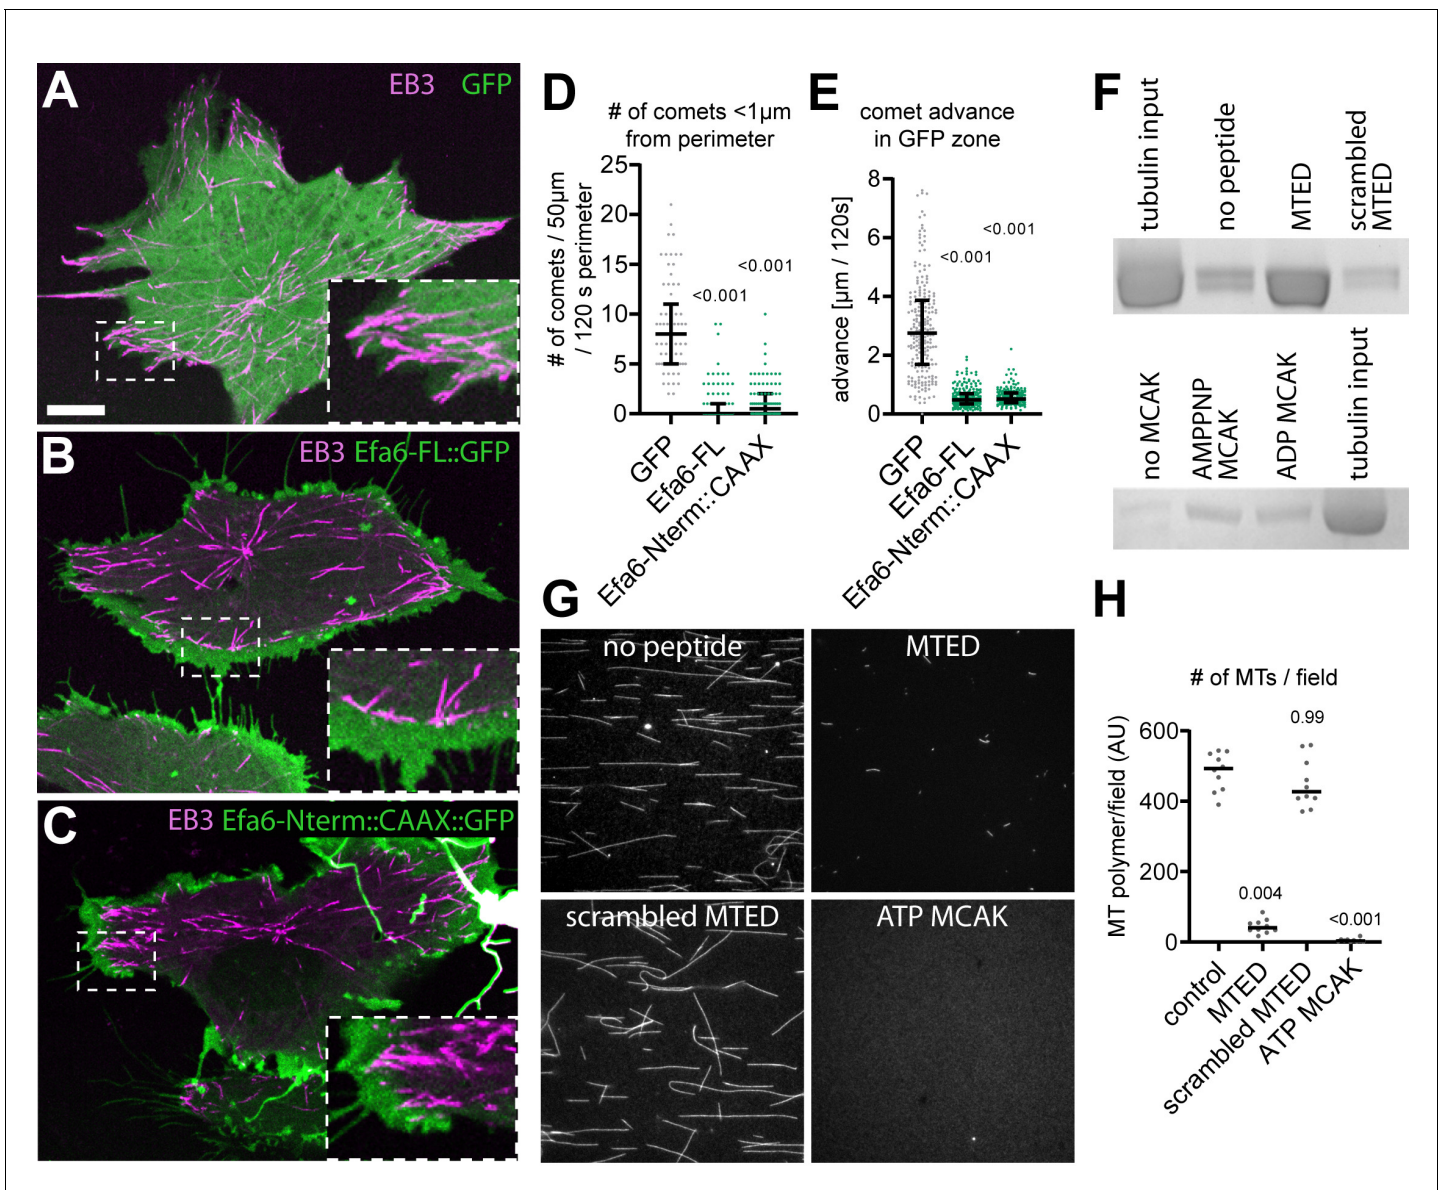 A
EB3 GFP
B
EB3 Efa6-FL::GFP
C
EB3 Efa6-Nterm::CAAX::GFP
D
# of comets <1µm
from perimeter
# of comets / 50µm
/ 120 s perimeter
25
20
15
10
5
0
<0.001
<0.001
GFP
Efa6-FL
Efa6-Nterm::CAAX
E
comet advance
in GFP zone
advance [µm / 120s]
8
6
4
2
0
<0.001
<0.001
GFP
Efa6-FL
Efa6-Nterm::CAAX
F
tubulin input
no peptide
MTED
scrambled
MTED
no MCAK
AMPPNP
MCAK
ADP MCAK
tubulin input
G
no peptide
MTED
scrambled MTED
ATP MCAK
H
# of MTs / field
MT polymer/field (AU)
600
400
200
0
0.004
0.99
<0.001
control
MTED
scrambled MTED
ATP MCAK